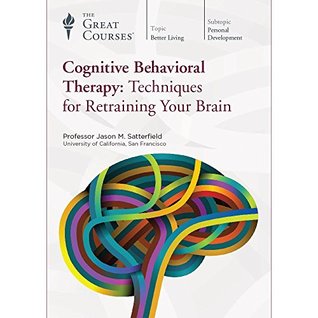 THE
GREAT
COURSES®
Topic
Better Living
Subtopic
Personal
Development
Cognitive Behavioral
Therapy: Techniques
for Retraining Your Brain
Professor Jason M. Satterfield
University of California, San Francisco